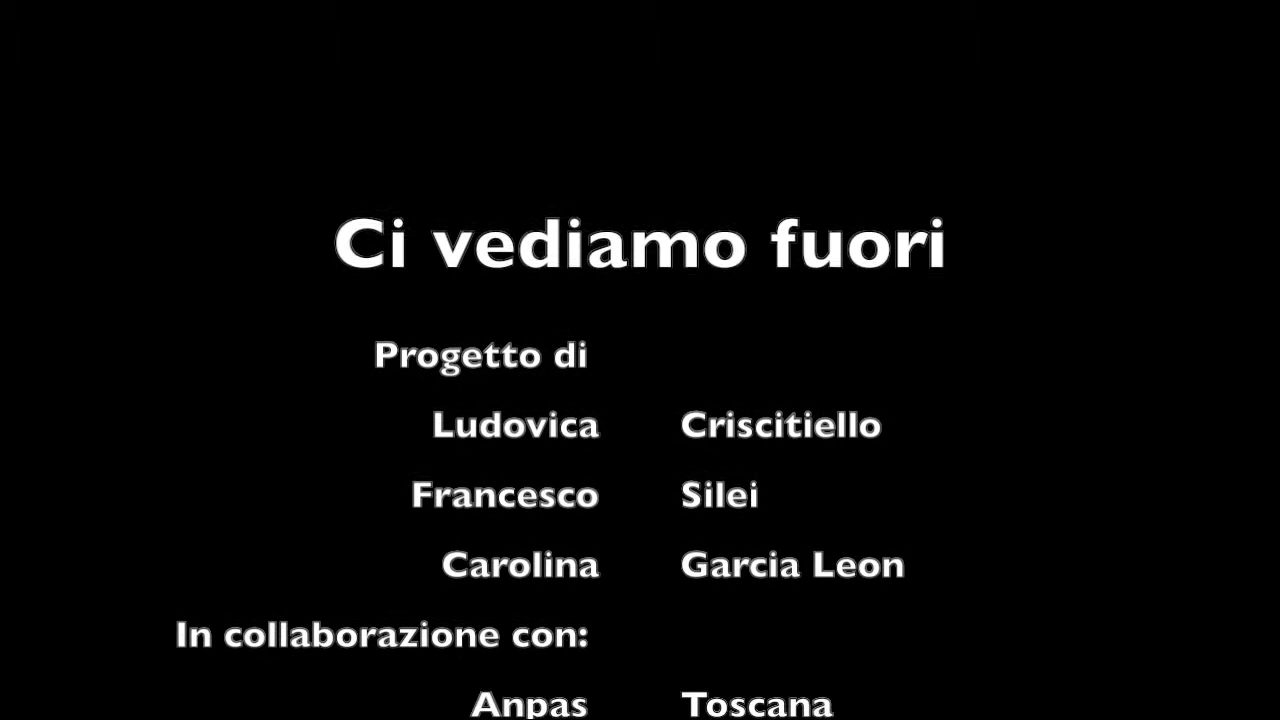 Ci vediamo fuori
Progetto di
Ludovica Criscitiello
Francesco Silei
Carolina Garcia Leon
In collaborazione con:
Anpas Toscana